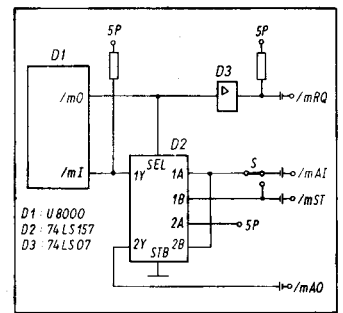 5P 5P
D1 D3
/mO /mRQ
D2
/mI 1Y SEL 1A S /mAI
1B /mST
D1 : U8000 2A 5P
D2 : 74LS157 2Y 2B
D3 : 74LS07 STB
/mAO